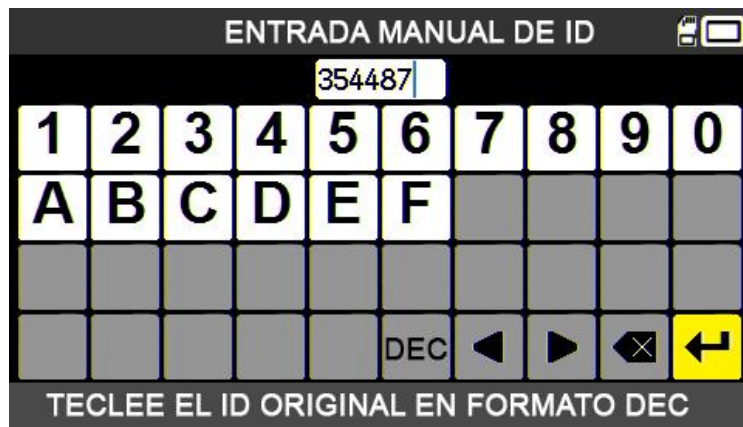 ENTRADA MANUAL DE ID
354487
1 2 3 4 5 6 7 8 9 0
A B C D E F
DEC
TECLEE EL ID ORIGINAL EN FORMATO DEC